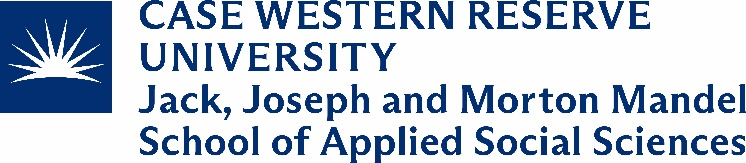 CASE WESTERN RESERVE
UNIVERSITY
Jack, Joseph and Morton Mandel
School of Applied Social Sciences